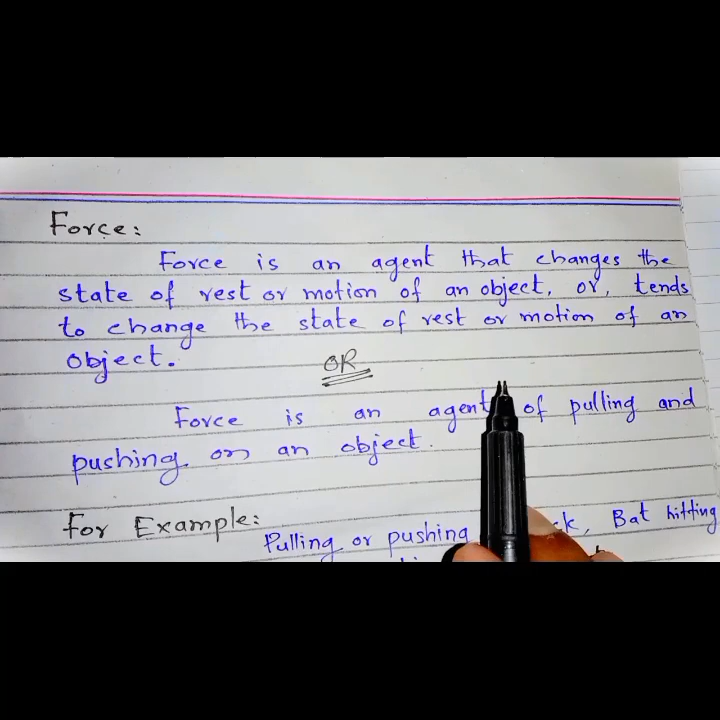 Force:
Force is an agent that changes the
state of rest or motion of an object, or, tends
to change the state of rest or motion of an
object.
OR
Force is an agent of pulling and
pushing on an object.
For Example:
Pulling or pushing Bat hitting